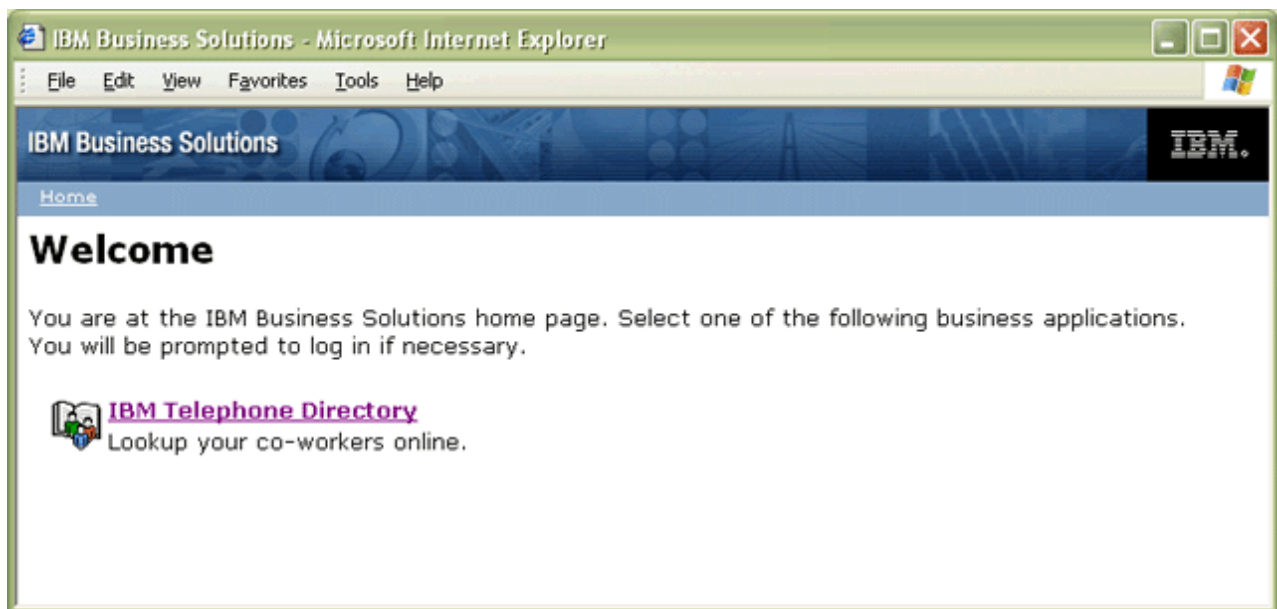 IBM Business Solutions - Microsoft Internet Explorer
File Edit View Favorites Tools Help
IBM Business Solutions
IBM.
Home
Welcome
You are at the IBM Business Solutions home page. Select one of the following business applications.
You will be prompted to log in if necessary.
IBM Telephone Directory
Lookup your co-workers online.